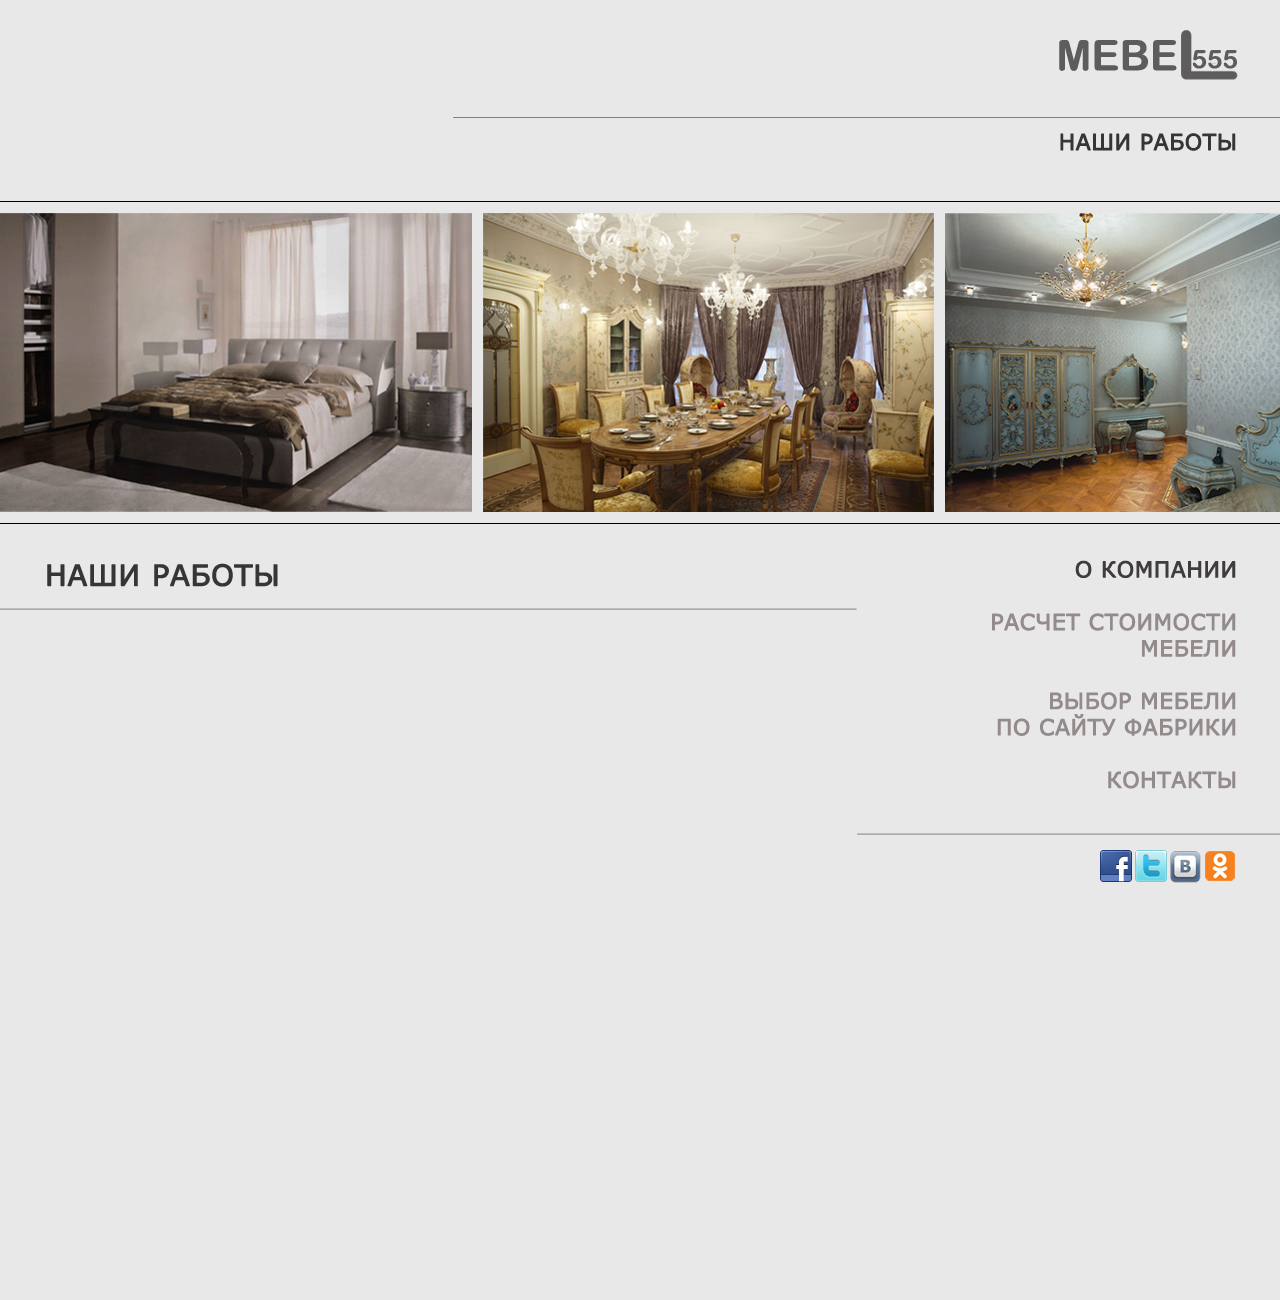 MEBEL555
НАШИ РАБОТЫ
НАШИ РАБОТЫ
О КОМПАНИИ
РАСЧЕТ СТОИМОСТИ
МЕБЕЛИ
ВЫБОР МЕБЕЛИ
ПО САЙТУ ФАБРИКИ
КОНТАКТЫ